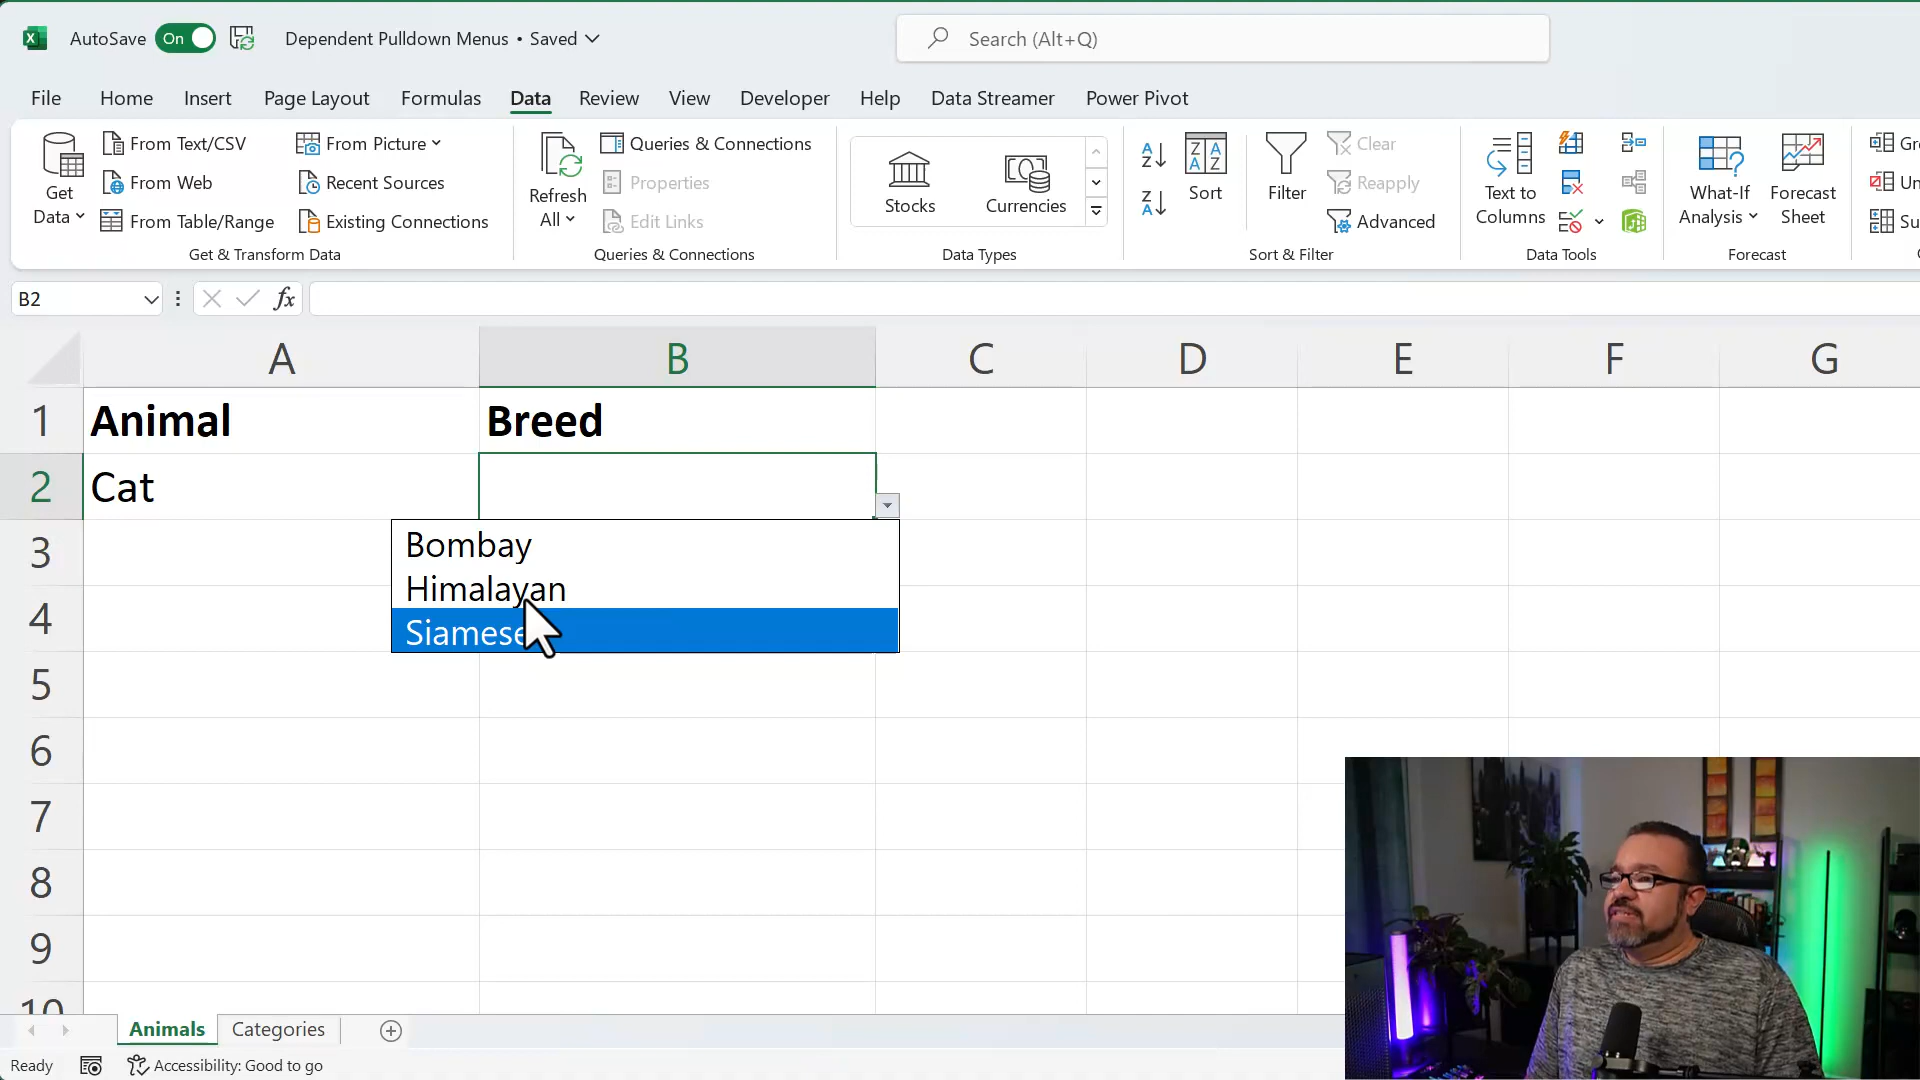 AutoSave On Dependent Pulldown Menus • Saved Search (Alt+Q)
File Home Insert Page Layout Formulas Data Review View Developer Help Data Streamer Power Pivot
Get Data
From Text/CSV
From Web
From Table/Range
From Picture
Recent Sources
Existing Connections
Get & Transform Data
Refresh All
Queries & Connections
Properties
Edit Links
Queries & Connections
Stocks
Currencies
Data Types
Sort
Filter
Clear
Reapply
Advanced
Sort & Filter
Text to
Columns
Data Tools
What-If
Analysis
Forecast
Sheet
Forecast
B2 fx
A B C D E F G
1 Animal Breed
2 Cat
Bombay
Himalayan
Siamese
3
4
5
6
7
8
9
10
Animals Categories
Ready Accessibility: Good to go